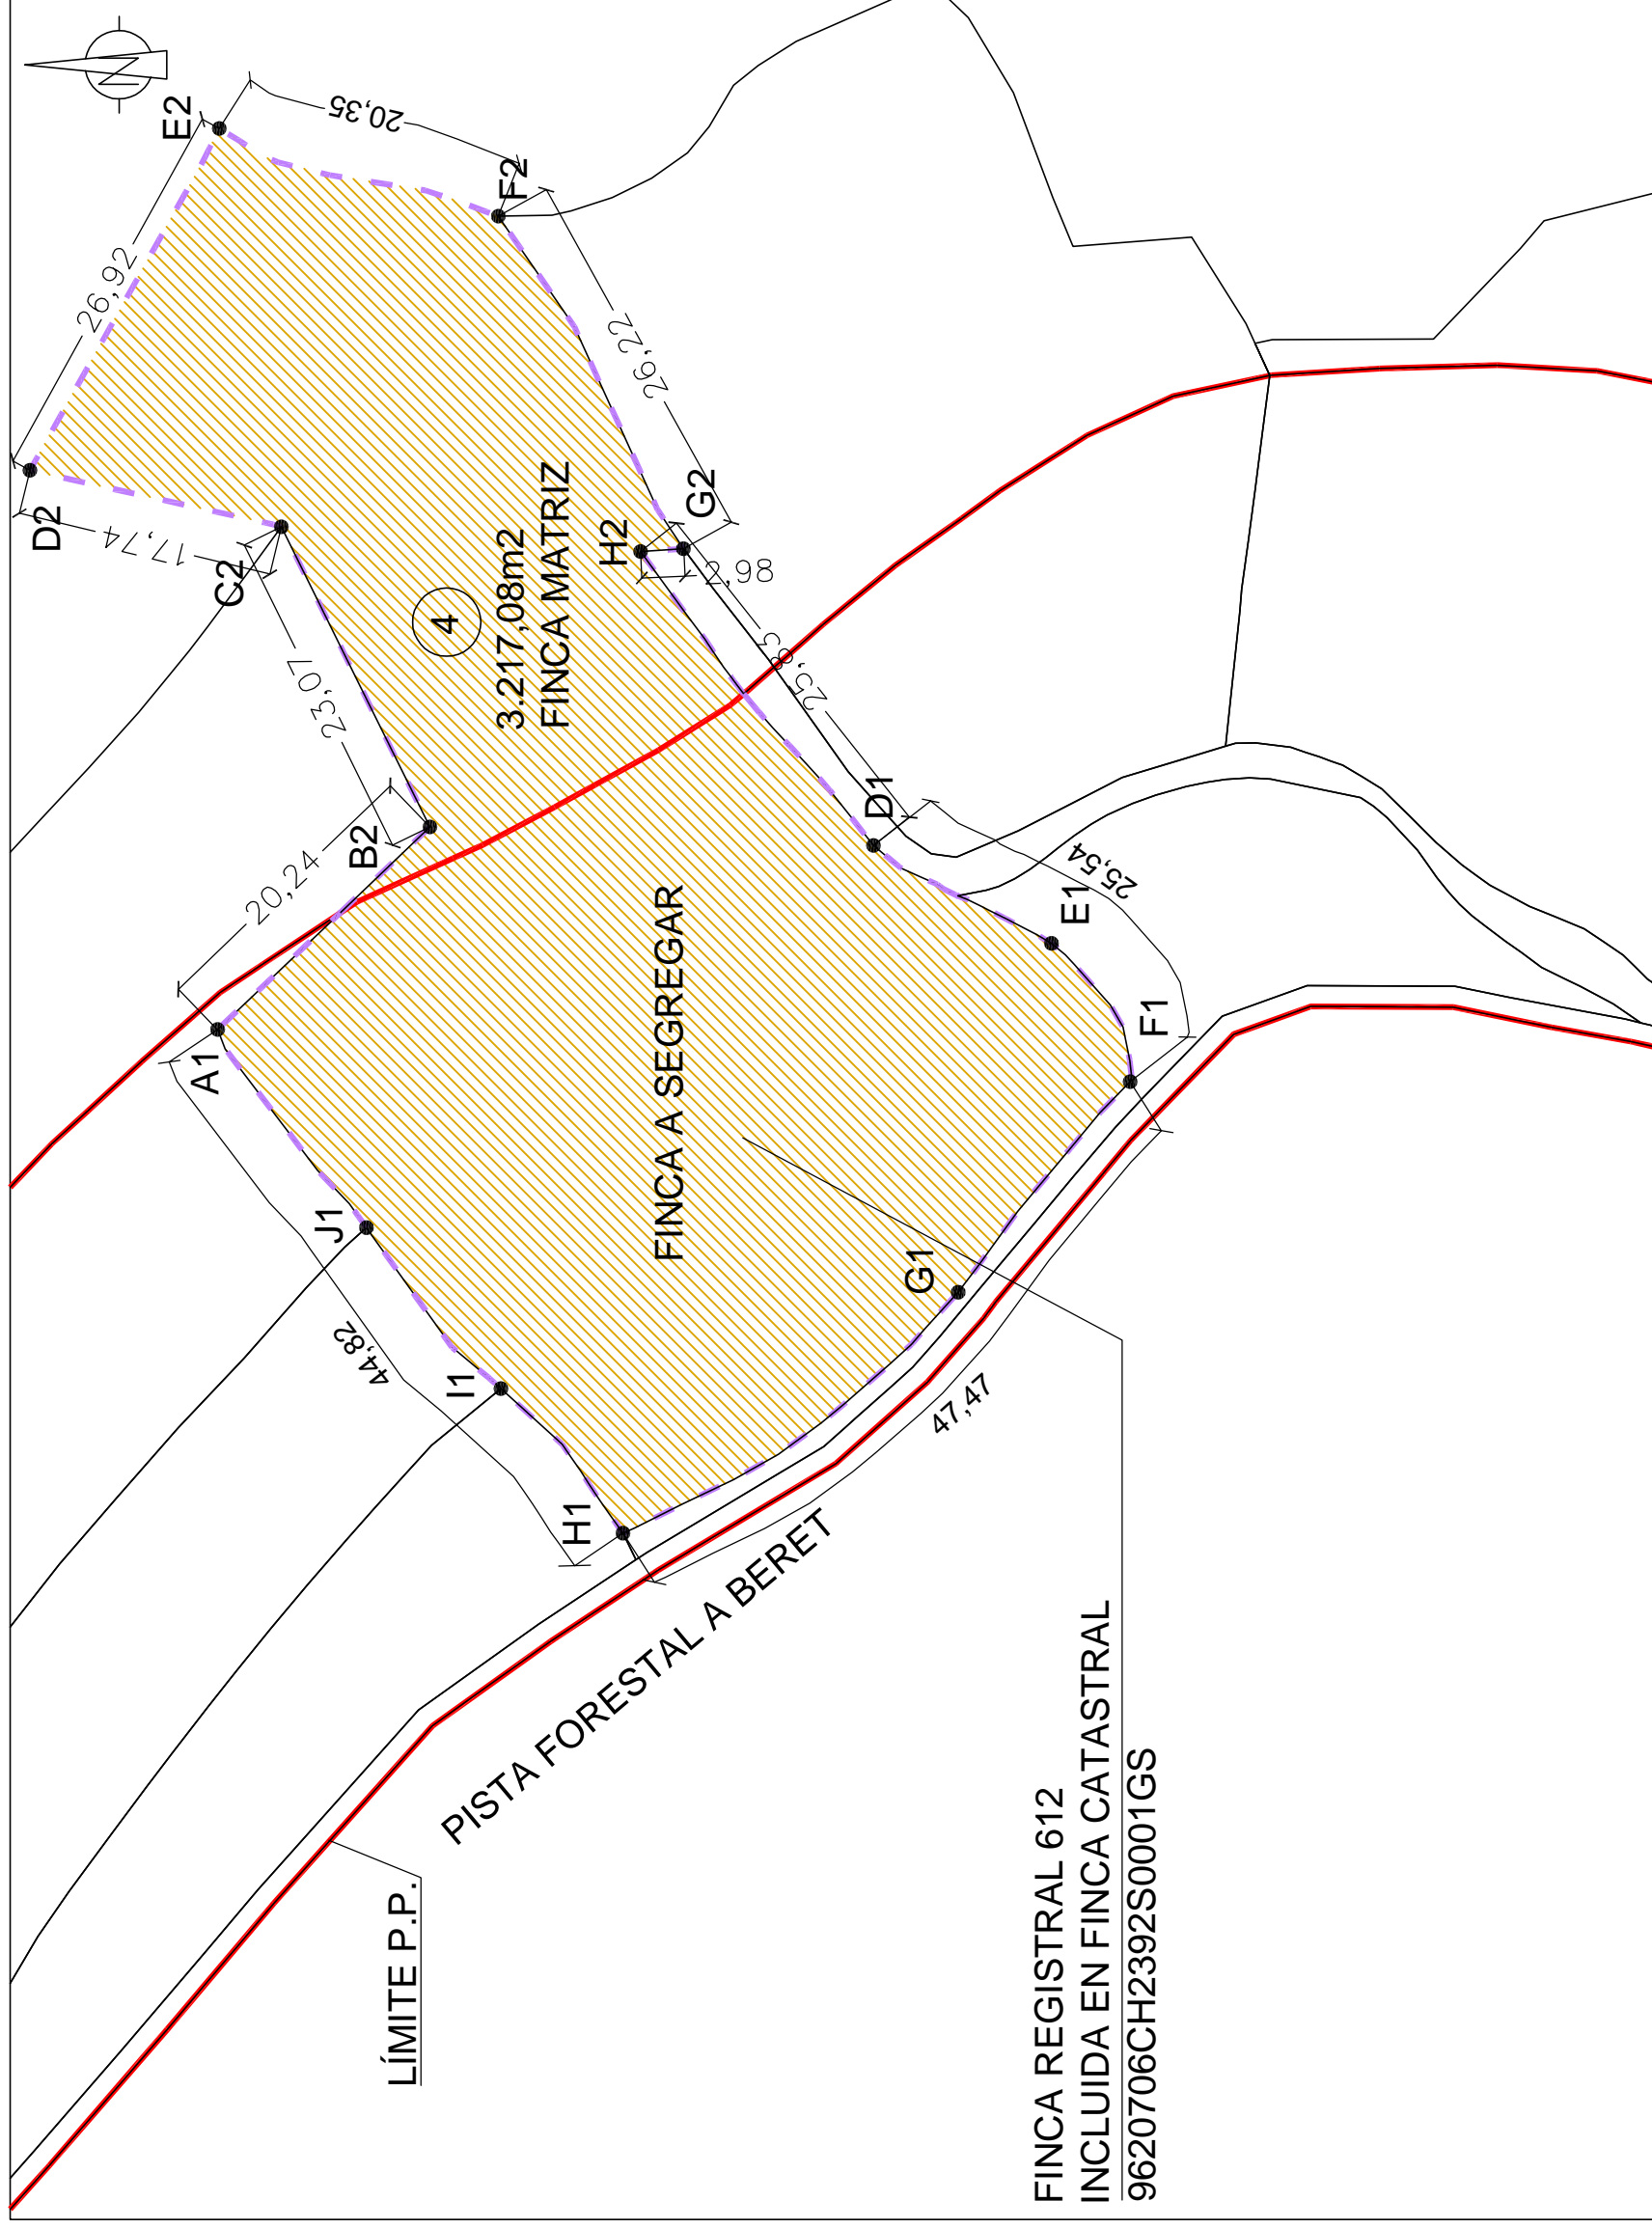 N
E2
20,35
F2
26,92
D2
17,74
C2
26,22
G2
H2
2,98
4
3.217,08m2
FINCA MATRIZ
23,07
B2
20,24
25,83
D1
A1
FINCA A SEGREGAR
E1
25,54
F1
J1
44,82
I1
G1
H1
47,47
PISTA FORESTAL A BERET
LÍMITE P.P.
FINCA REGISTRAL 612
INCLUIDA EN FINCA CATASTRAL
9620706CH2392S0001GS